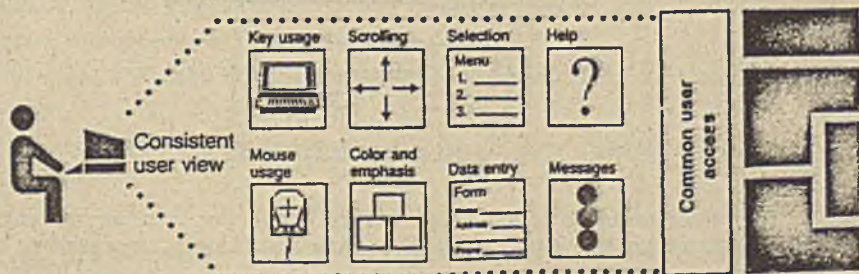 Key usage
Scrolling
Selection
Help
Menu
1.
2.
3.
Consistent
user view
Mouse
usage
Color and
emphasis
Data entry
Messages
Form
Common user
access